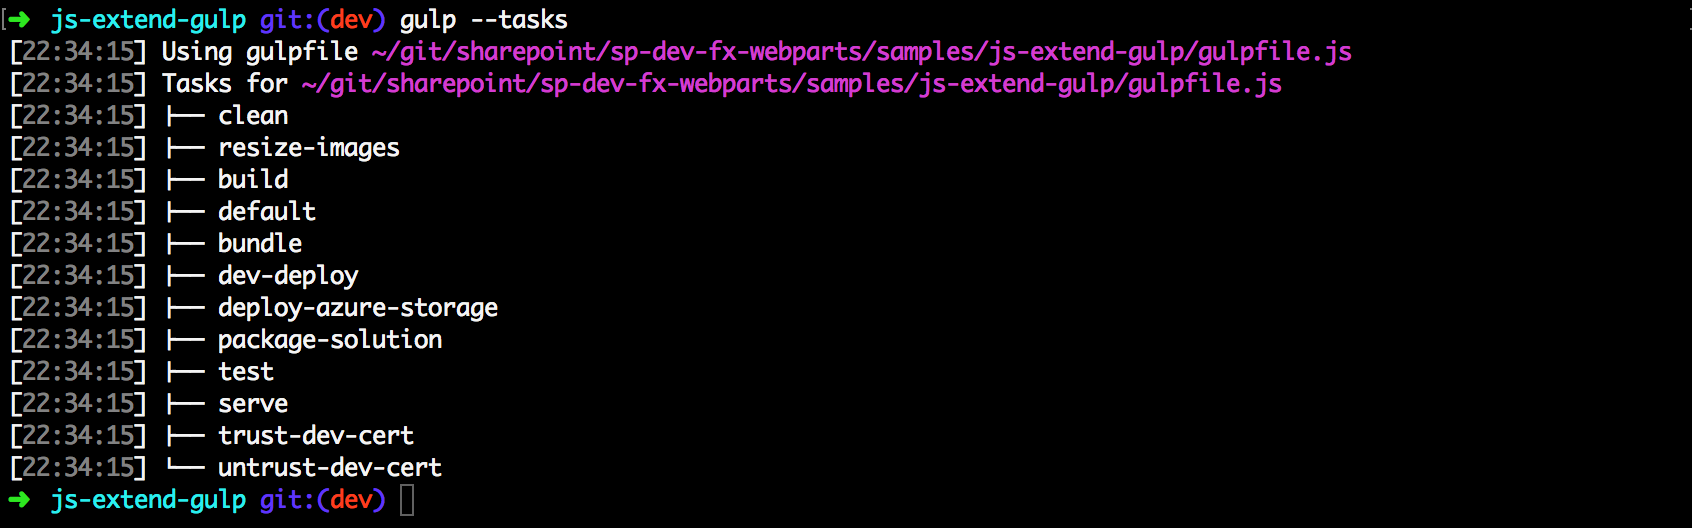 ➜ js-extend-gulp git:(dev) gulp --tasks
[22:34:15] Using gulpfile ~/git/sharepoint/sp-dev-fx-webparts/samples/js-extend-gulp/gulpfile.js
[22:34:15] Tasks for ~/git/sharepoint/sp-dev-fx-webparts/samples/js-extend-gulp/gulpfile.js
[22:34:15] ├── clean
[22:34:15] ├── resize-images
[22:34:15] ├── build
[22:34:15] ├── default
[22:34:15] ├── bundle
[22:34:15] ├── dev-deploy
[22:34:15] ├── deploy-azure-storage
[22:34:15] ├── package-solution
[22:34:15] ├── test
[22:34:15] ├── serve
[22:34:15] ├── trust-dev-cert
[22:34:15] └── untrust-dev-cert
➜ js-extend-gulp git:(dev)